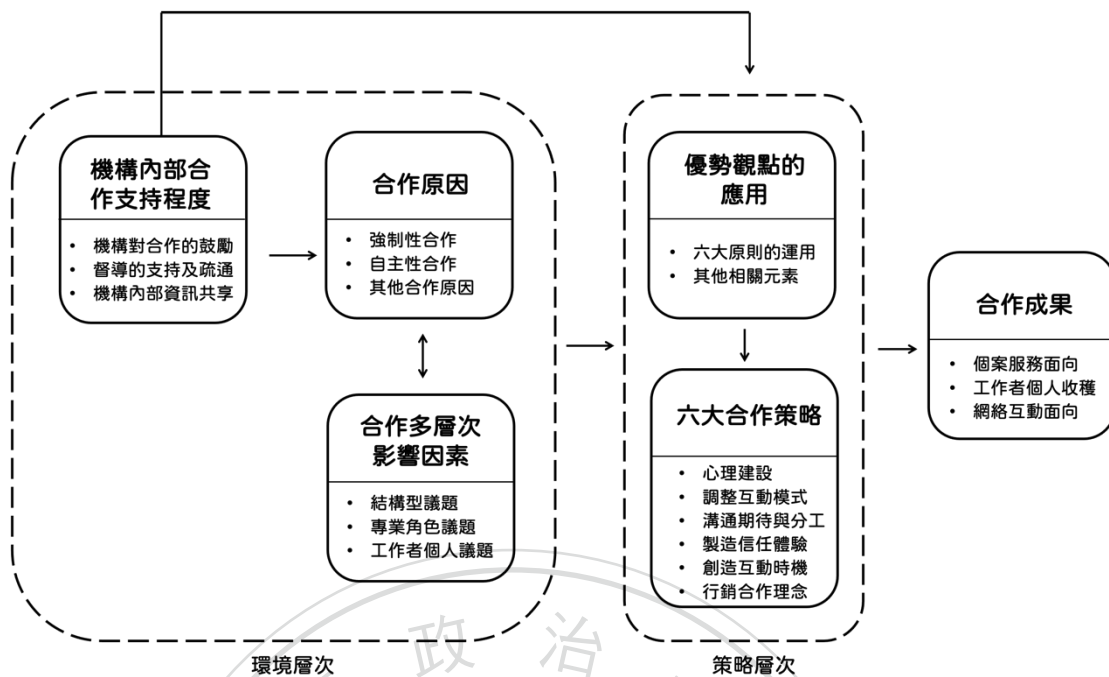 機構內部合
作支持程度
• 機構對合作的鼓勵
• 督導的支持及疏通
• 機構內部資訊共享
合作原因
• 強制性合作
• 自主性合作
• 其他合作原因
合作多層次
影響因素
• 結構型議題
• 專業角色議題
• 工作者個人議題
環境層次
優勢觀點的
應用
• 六大原則的運用
• 其他相關元素
六大合作策略
• 心理建設
• 調整互動模式
• 溝通期待與分工
• 製造信任體驗
• 創造互動時機
• 行銷合作理念
策略層次
合作成果
• 個案服務面向
• 工作者個人收穫
• 網絡互動面向
政治